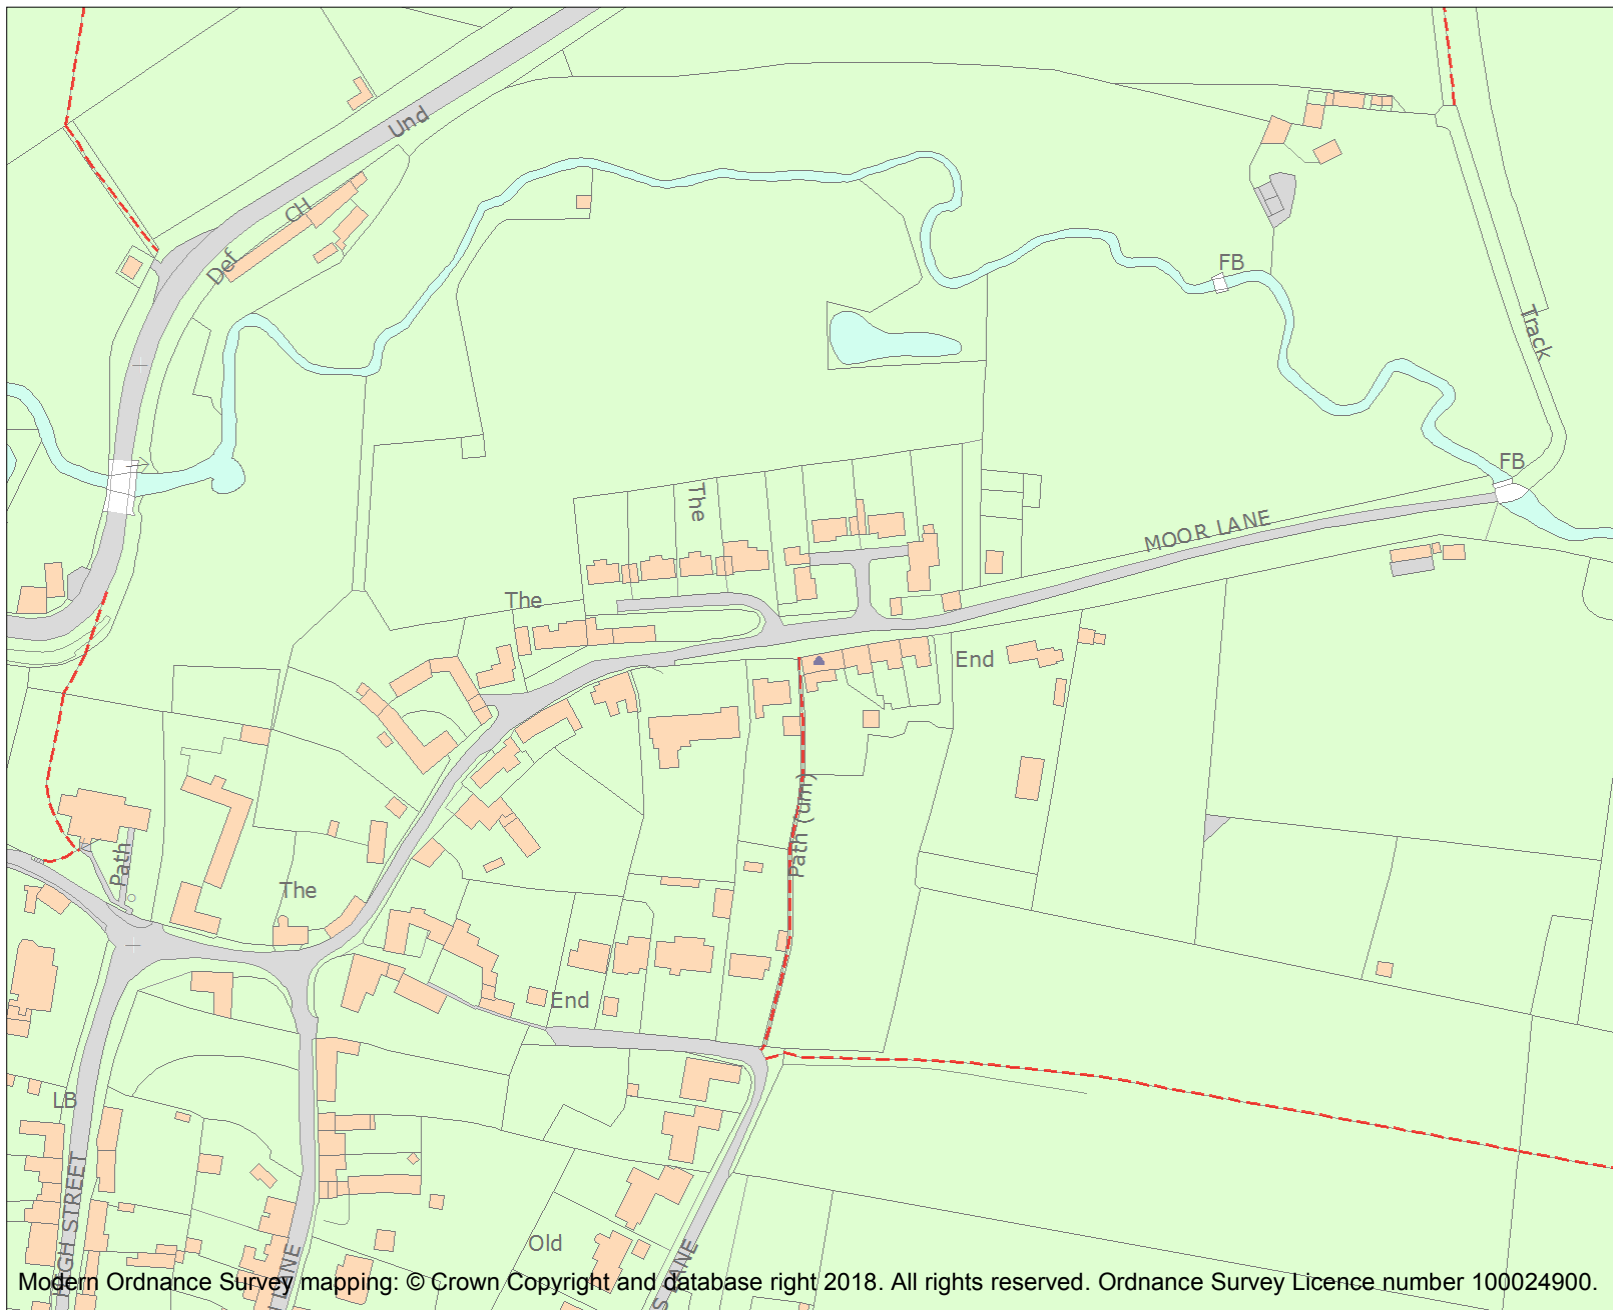 Und
CH
Def
FB
Track
FB
The
MOOR LANE
The
End
Path (um)
Path
The
End
LB
HIGH STREET
Old
LANE
S LANE
Modern Ordnance Survey mapping: © Crown Copyright and database right 2018. All rights reserved. Ordnance Survey Licence number 100024900.